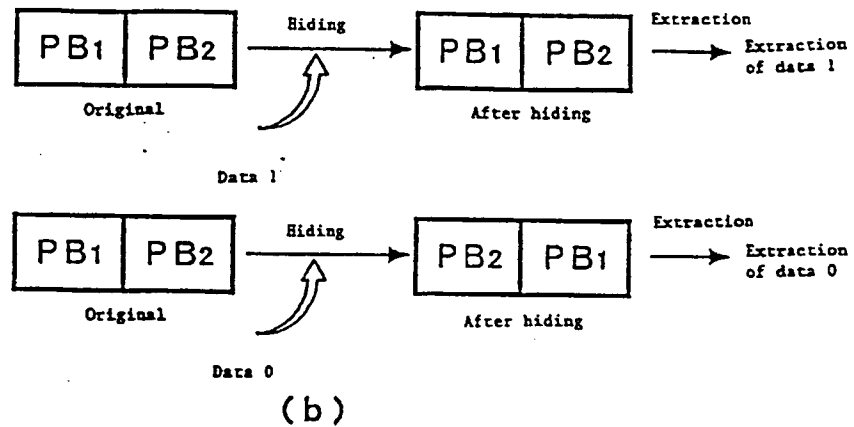 Hiding
Extraction
PB1 PB2
PB1 PB2
Extraction
of data 1
Original
After hiding
Data 1
Hiding
Extraction
PB1 PB2
PB2 PB1
Extraction
of data 0
Original
After hiding
Data 0
(b)